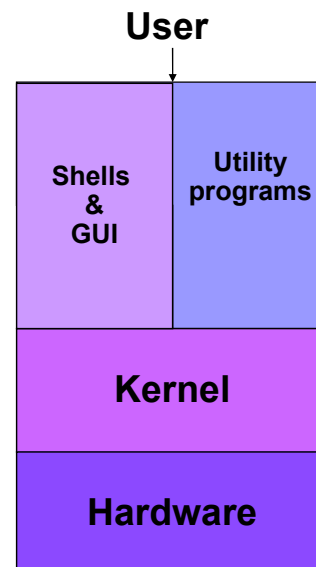 User
Shells
&
GUI
Utility
programs
Kernel
Hardware